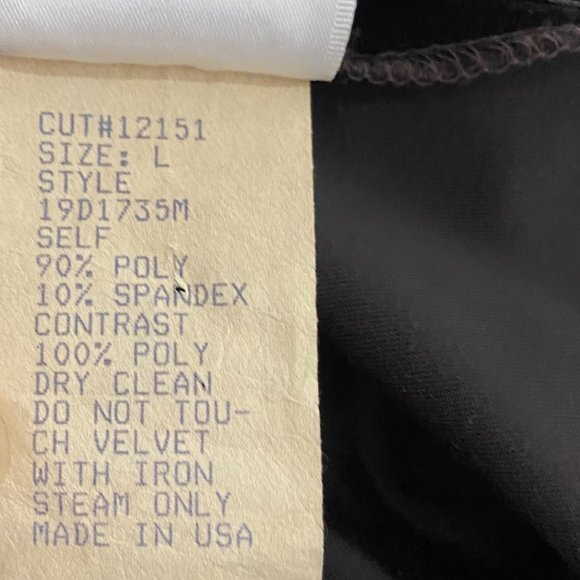 CUT#12151
SIZE: L
STYLE
19D1735M
SELF
90% POLY
10% SPANDEX
CONTRAST
100% POLY
DRY CLEAN
DO NOT TOU-
CH VELVET
WITH IRON
STEAM ONLY
MADE IN USA